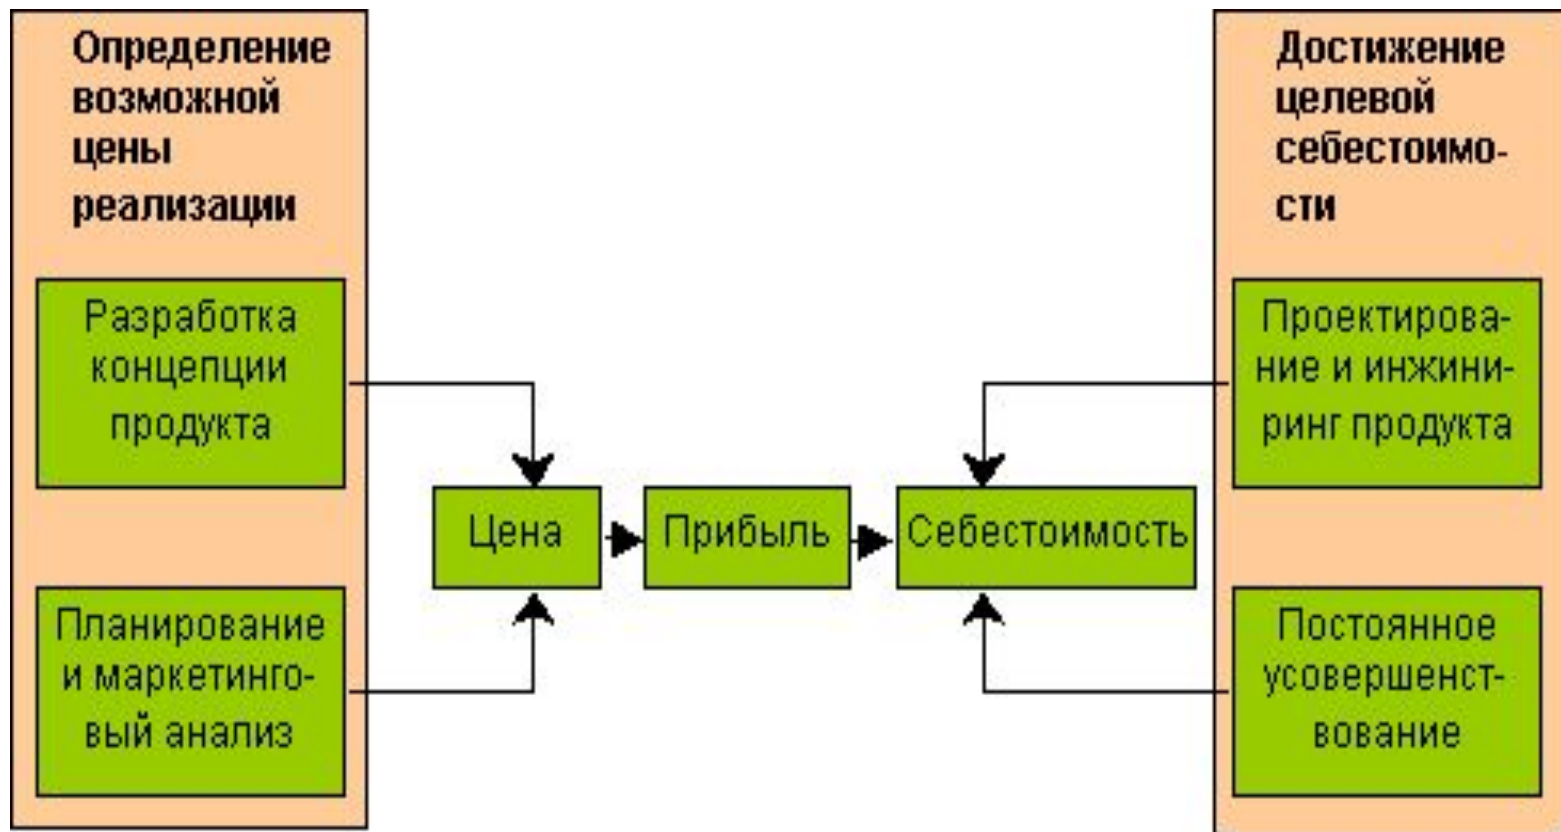 Определение
возможной
цены
реализации
Разработка
концепции
продукта
Планирование
и маркетинго-
вый анализ
Цена
Прибыль
Себестоимость
Достижение
целевой
себестоимо-
сти
Проектирова-
ние и инжини-
ринг продукта
Постоянное
усовершенст-
вование